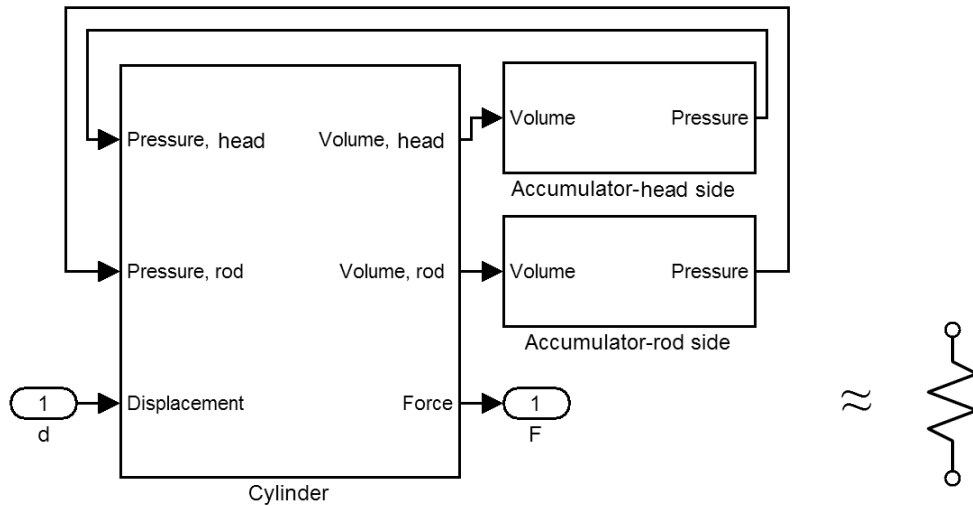 Pressure, head
Volume, head
Volume
Pressure
Accumulator-head side
Pressure, rod
Volume, rod
Volume
Pressure
Accumulator-rod side
1
d
Displacement
Force
1
F
≈
Cylinder